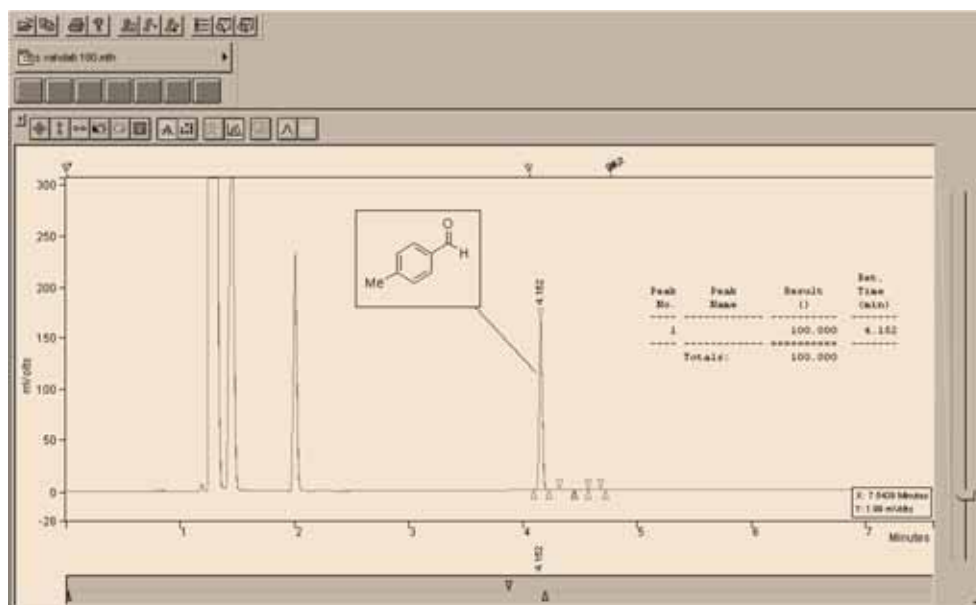 300
250
200
150
100
50
0
-28
mVolts
O
H
Me
4.162
Peak No.
Peak Name
Result ()
Ret. Time (min)
1 100.000 4.162
Totals: 100.000
1 2 3 4 5 6 7
Minutes
4.162